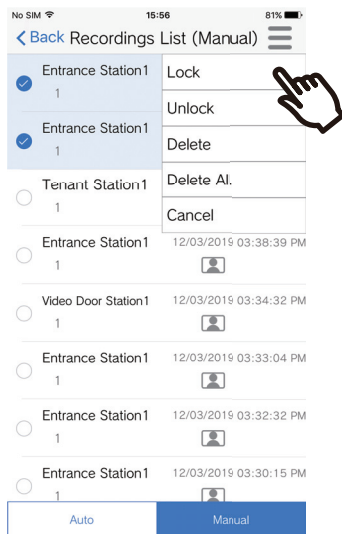 No SIM 15:56 81%
Back Recordings List (Manual)
Entrance Station1
1
Lock
Unlock
Entrance Station1
1
Delete
Tenant Station1
1
Delete Al.
Cancel
Entrance Station1 12/03/2019 03:38:39 PM
1
Video Door Station1 12/03/2019 03:34:32 PM
1
Entrance Station1 12/03/2019 03:33:04 PM
1
Entrance Station1 12/03/2019 03:32:32 PM
1
Entrance Station1 12/03/2019 03:30:15 PM
1
Auto Manual